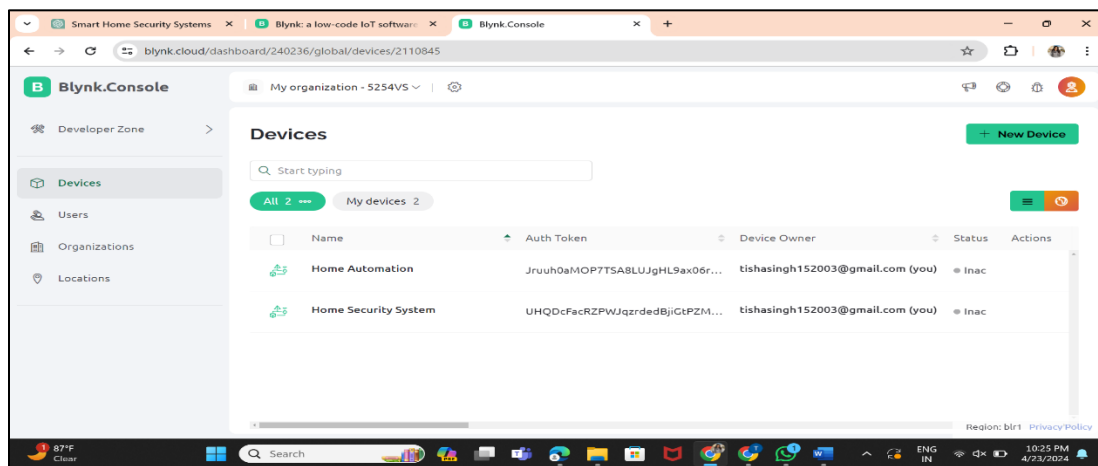 Smart Home Security Systems
Blynk: a low-code IoT software
Blynk.Console
blynk.cloud/dashboard/240236/global/devices/2110845
B Blynk.Console
My organization - 5254VS
Developer Zone
Devices
Users
Organizations
Locations
Devices
+ New Device
Start typing
All 2
My devices 2
Name Auth Token Device Owner Status Actions
Home Automation Jruuh0aMOP7TSA8LUJgHL9ax06r... tishasingh152003@gmail.com (you) Inac
Home Security System UHQDcFacRZPWJqzrdedBjiGtPZM... tishasingh152003@gmail.com (you) Inac
Region: blr1 Privacy Policy
1
87°F
Clear
Search
ENG
IN
10:25 PM
4/23/2024